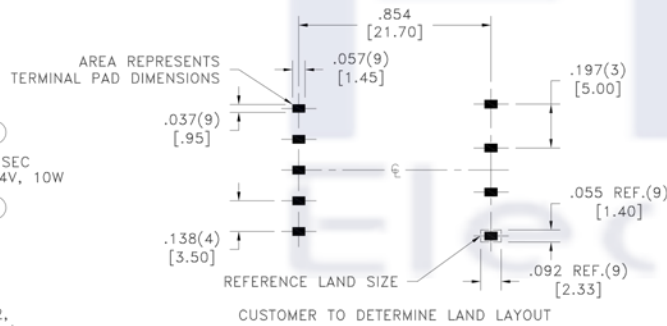 .854
[21.70]
AREA REPRESENTS
TERMINAL PAD DIMENSIONS
.057(9)
[1.45]
.197(3)
[5.00]
.037(9)
[.95]
SEC
4V, 10W
℄
.055 REF.(9)
[1.40]
.138(4)
[3.50]
REFERENCE LAND SIZE
.092 REF.(9)
[2.33]
CUSTOMER TO DETERMINE LAND LAYOUT
Elec